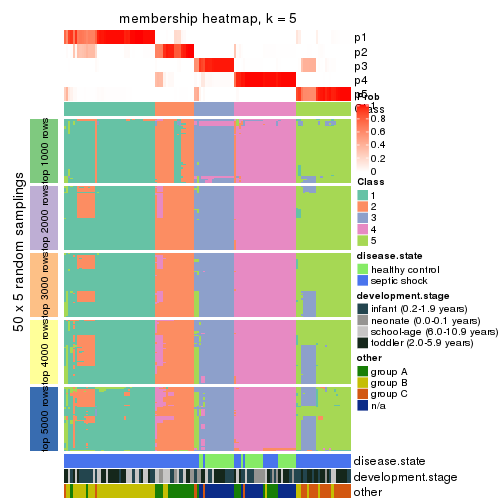 membership heatmap, k = 5
p1
p2
p3
p4
p5
Prob
1
0.8
0.6
0.4
0.2
0
Class
Class
1
2
3
4
5
disease.state
healthy control
septic shock
development.stage
infant (0.2-1.9 years)
neonate (0.0-0.1 years)
school-age (6.0-10.9 years)
toddler (2.0-5.9 years)
other
group A
group B
group C
n/a
50 x 5 random samplings
top 1000 rows
top 2000 rows
top 3000 rows
top 4000 rows
top 5000 rows
disease.state
development.stage
other